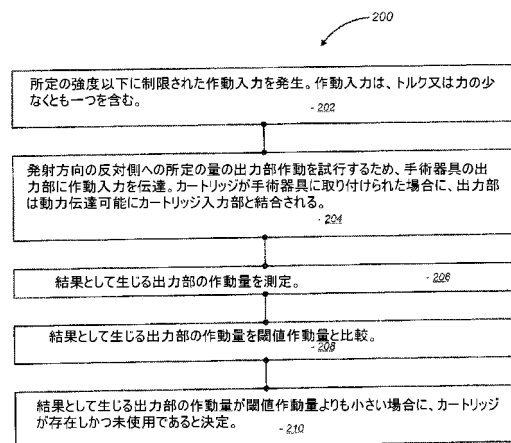 200
所定の強度以下に制限された作動入力を発生。作動入力は、トルク又は力の少
なくとも一つを含む。
- 202
発射方向の反対側への所定の量の出力部作動を試行するため、手術器具の出
力部に作動入力を伝達。カートリッジが手術器具に取り付けられた場合に、出力部
は動力伝達可能にカートリッジ入力部と結合される。
- 204
結果として生じる出力部の作動量を測定。 - 206
結果として生じる出力部の作動量を閾値作動量と比較。
- 208
結果として生じる出力部の作動量が閾値作動量よりも小さい場合に、カートリッジ
が存在しかつ未使用であると決定。 - 210